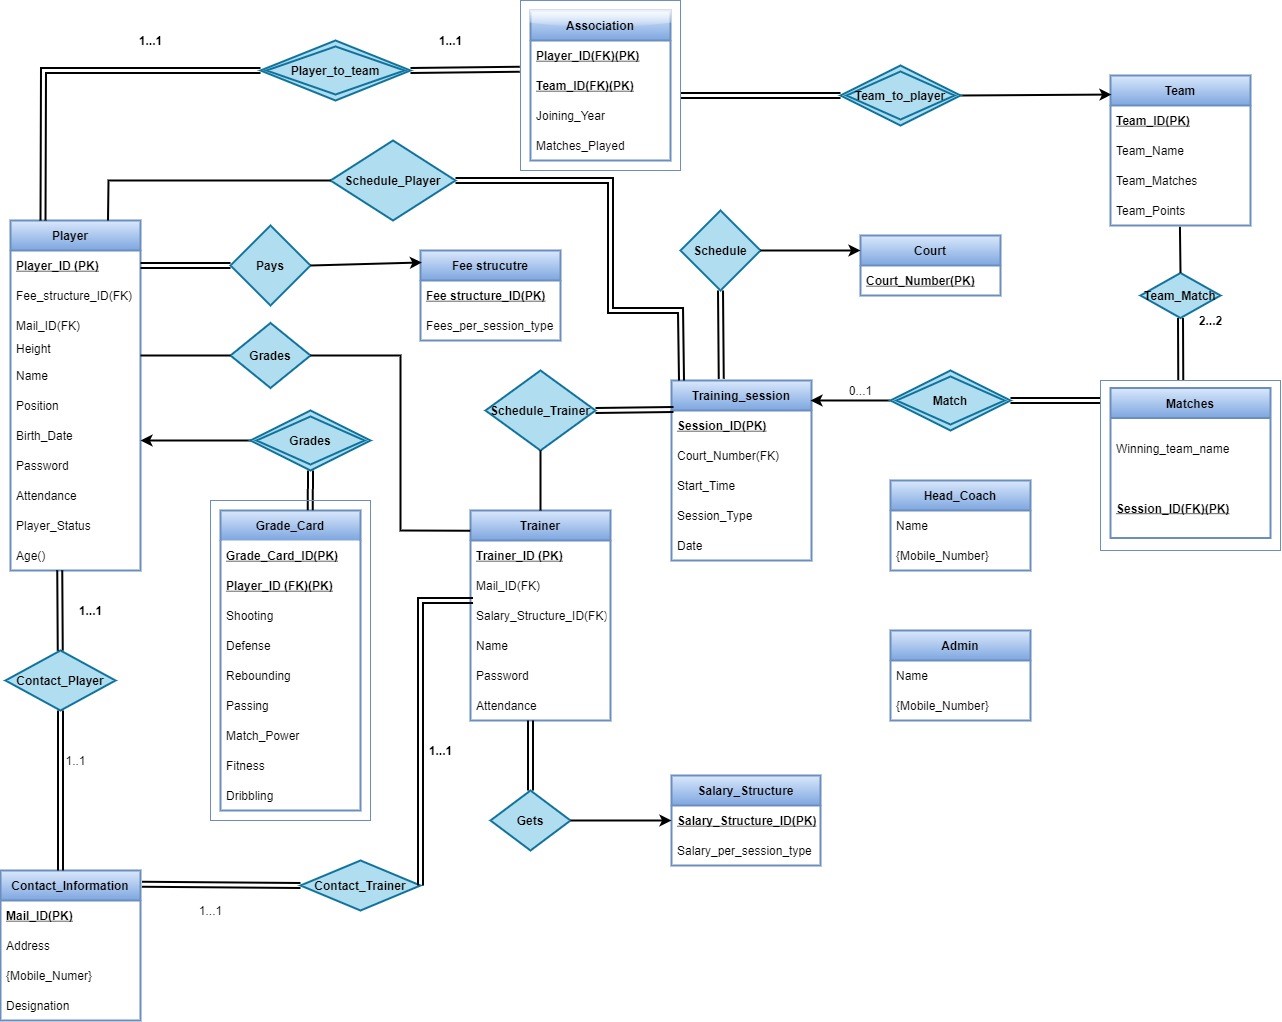 1...1
Player_to_team
1...1
Association
Player_ID(FK)(PK)
Team_ID(FK)(PK)
Joining_Year
Matches_Played
Team_to_player
Team
Team_ID(PK)
Team_Name
Team_Matches
Team_Points
Schedule_Player
Player
Player_ID (PK)
Fee_structure_ID(FK)
Mail_ID(FK)
Height
Name
Position
Birth_Date
Password
Attendance
Player_Status
Age()
Pays
Fee strucutre
Fee structure_ID(PK)
Fees_per_session_type
Schedule
Court
Court_Number(PK)
Team_Match
2...2
Grades
Grades
Schedule_Trainer
Training_session
Session_ID(PK)
Court_Number(FK)
Start_Time
Session_Type
Date
0...1
Match
Matches
Winning_team_name
Session_ID(FK)(PK)
Head_Coach
Name
{Mobile_Number}
Grade_Card
Grade_Card_ID(PK)
Player_ID (FK)(PK)
Shooting
Defense
Rebounding
Passing
Match_Power
Fitness
Dribbling
Trainer
Trainer_ID (PK)
Mail_ID(FK)
Salary_Structure_ID(FK)
Name
Password
Attendance
Admin
Name
{Mobile_Number}
1...1
Contact_Player
1..1
1...1
Gets
Salary_Structure
Salary_Structure_ID(PK)
Salary_per_session_type
Contact_Information
Mail_ID(PK)
Address
{Mobile_Numer}
Designation
1...1
Contact_Trainer